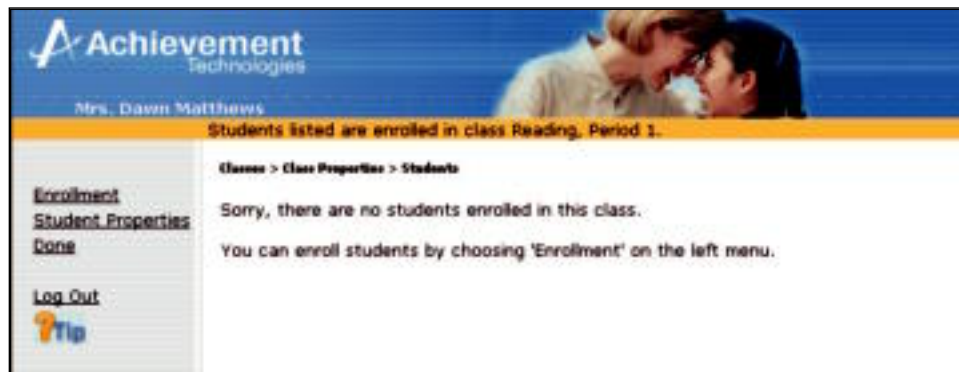 Achievement
Technologies
Mrs. Dawn Matthews
Students listed are enrolled in class Reading, Period 1.
Classes > Class Properties > Students
Enrollment
Student Properties
Done
Log Out
?Tip
Sorry, there are no students enrolled in this class.
You can enroll students by choosing 'Enrollment' on the left menu.